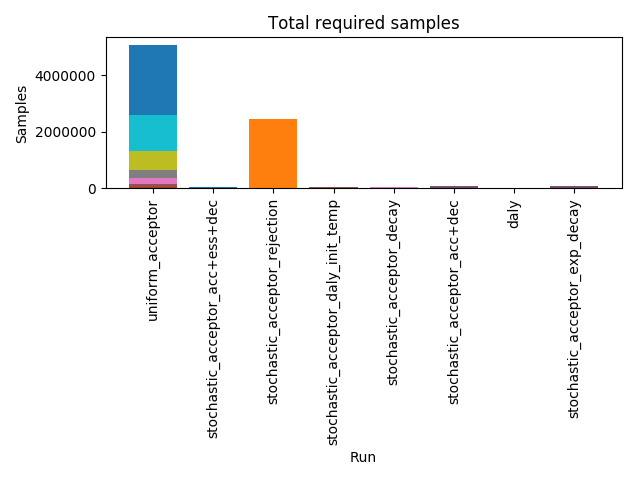 Total required samples
Samples
4000000
2000000
0
uniform_acceptor
stochastic_acceptor_acc+ess+dec
stochastic_acceptor_rejection
stochastic_acceptor_daly_init_temp
stochastic_acceptor_decay
stochastic_acceptor_acc+dec
daly
stochastic_acceptor_exp_decay
Run